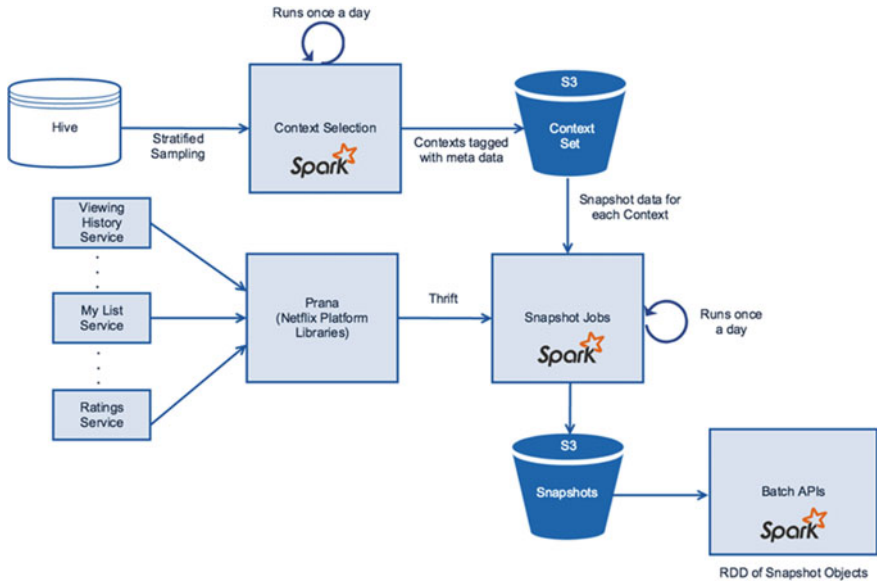 Runs once a day
Hive
Stratified
Sampling
Context Selection
Spark
Contexts tagged
with meta data
S3
Context
Set
Snapshot data for
each Context
Viewing
History
Service
My List
Service
Ratings
Service
Prana
(Netflix Platform
Libraries)
Thrift
Snapshot Jobs
Spark
Runs once
a day
S3
Snapshots
Batch APIs
Spark
RDD of Snapshot Objects